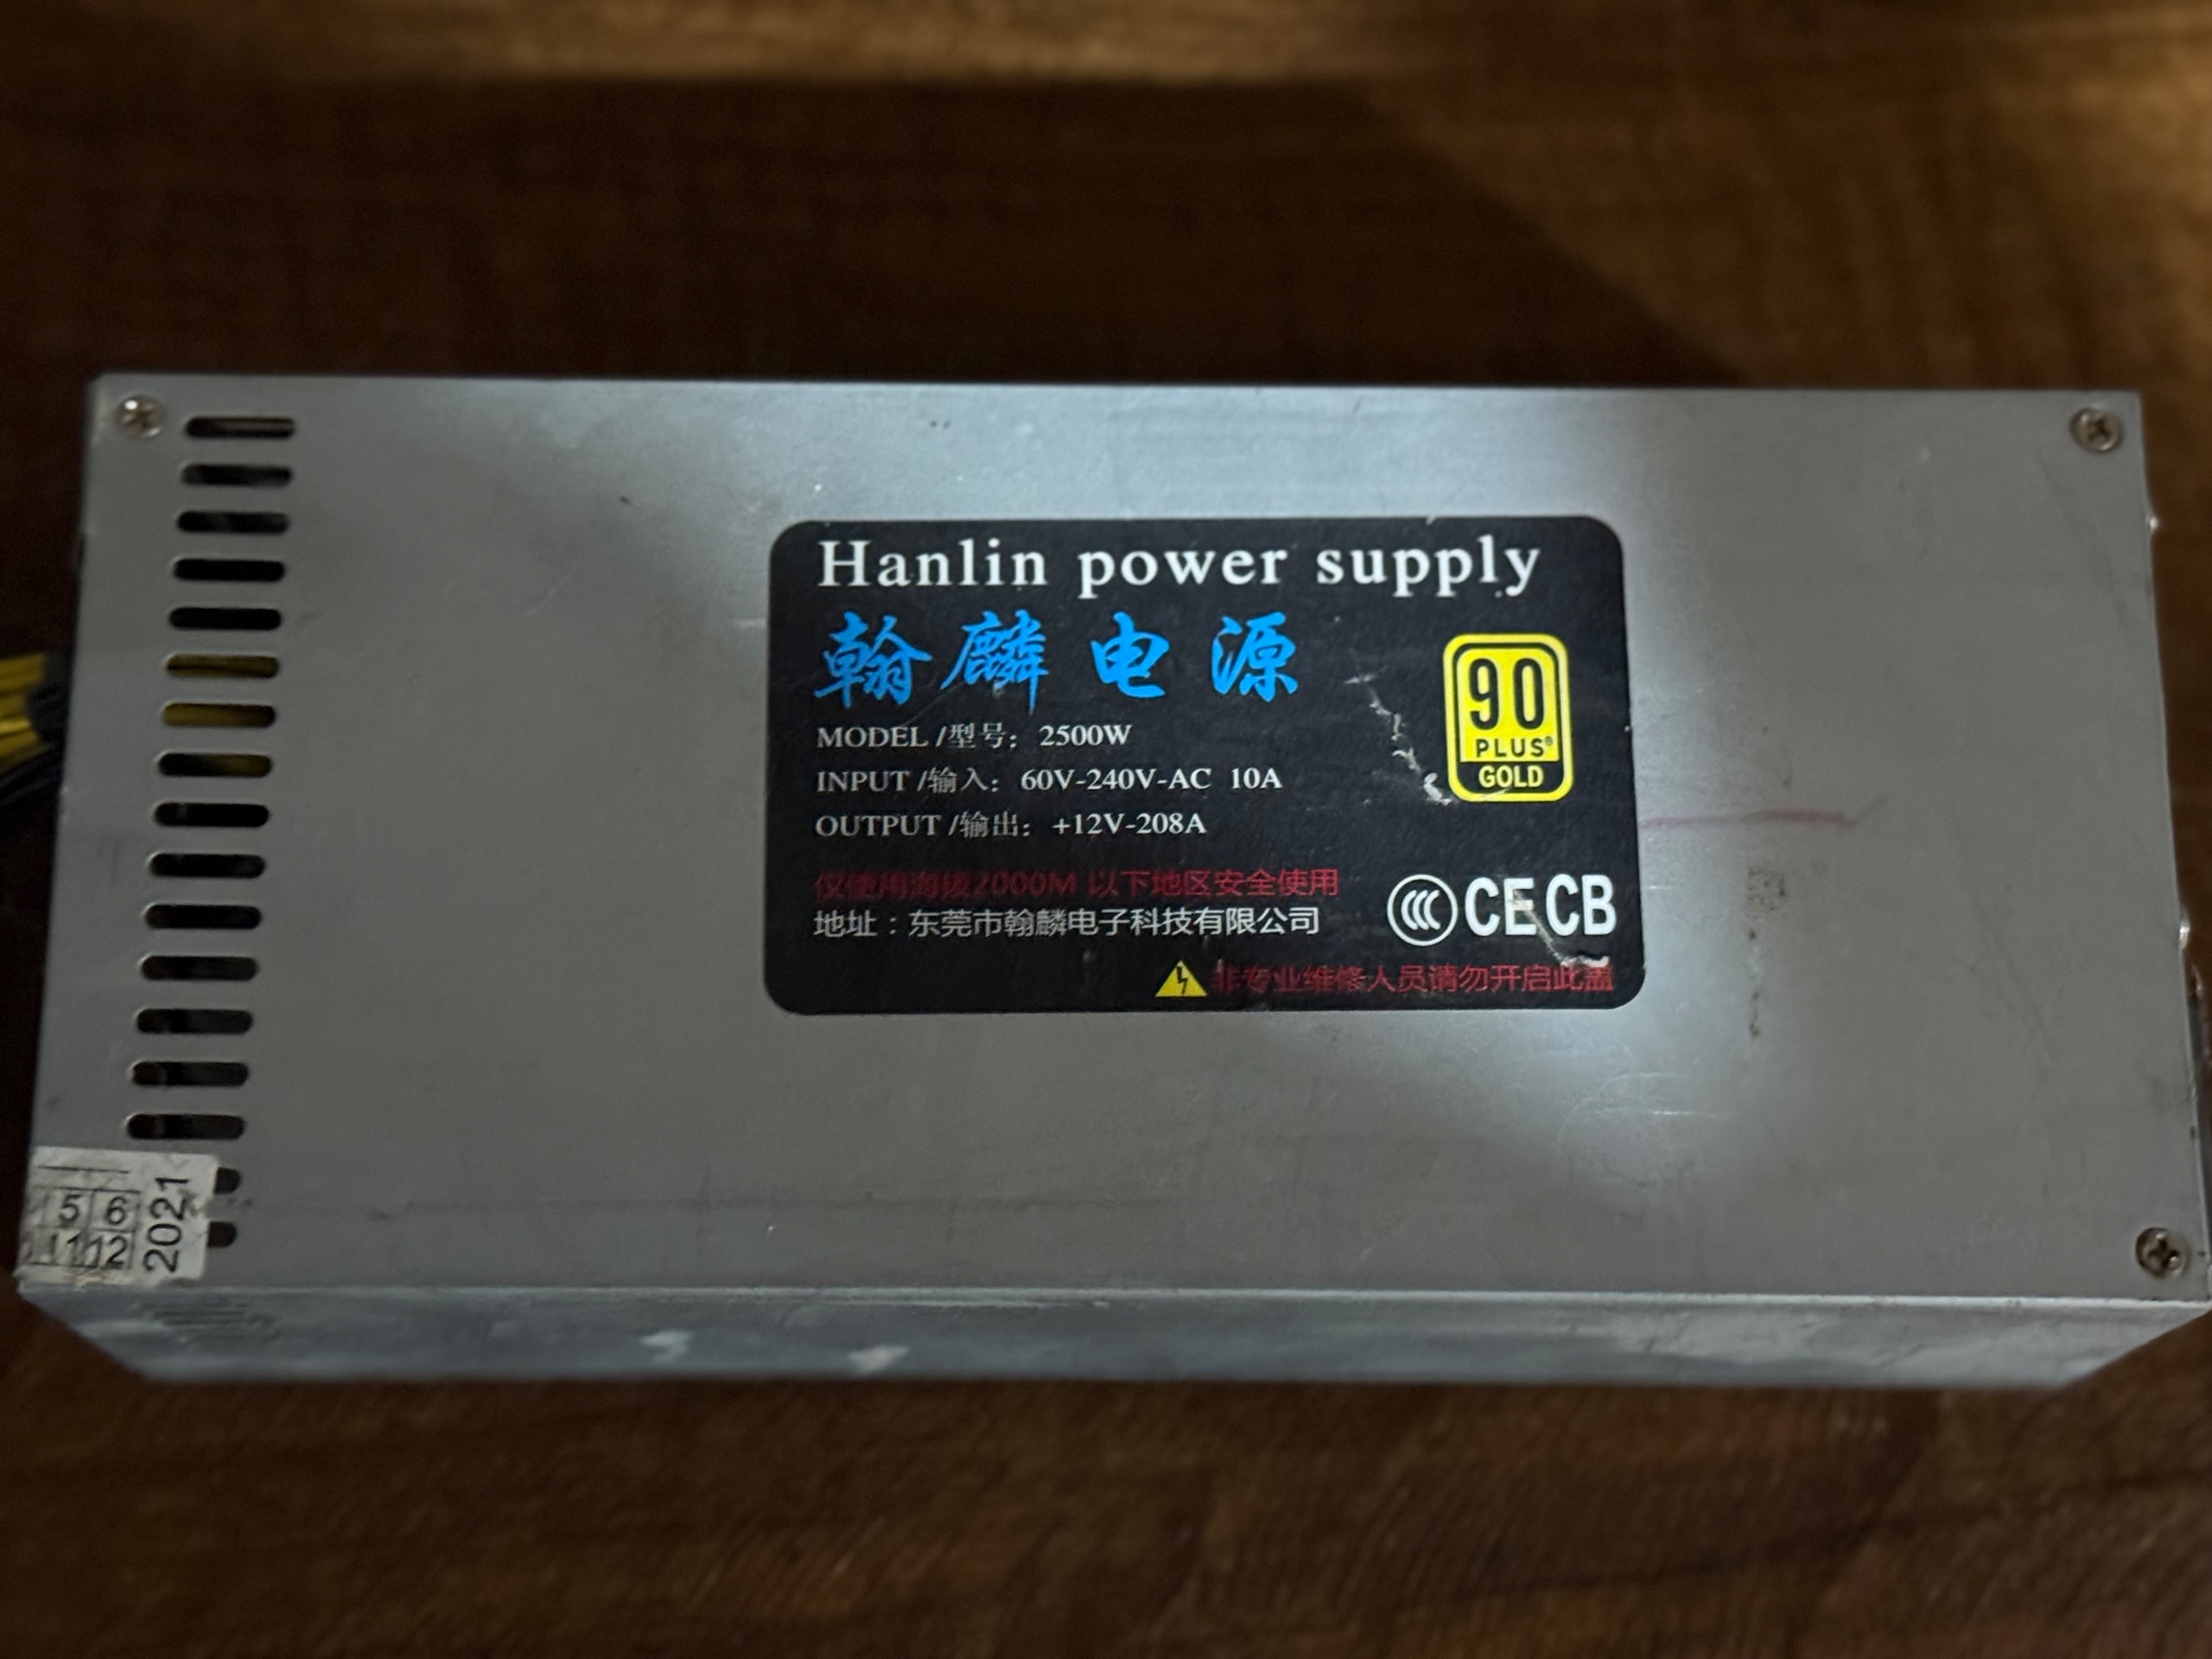 Hanlin power supply
翰麟电源
MODEL /型号: 2500W
INPUT /输入: 60V-240V-AC 10A
OUTPUT /输出: +12V-208A
90
PLUS®
GOLD
仅使用海拔2000M 以下地区安全使用
地址：东莞市翰麟电子科技有限公司
CCC CE CB
非专业维修人员请勿开启此盖
5 6
11 12
2021